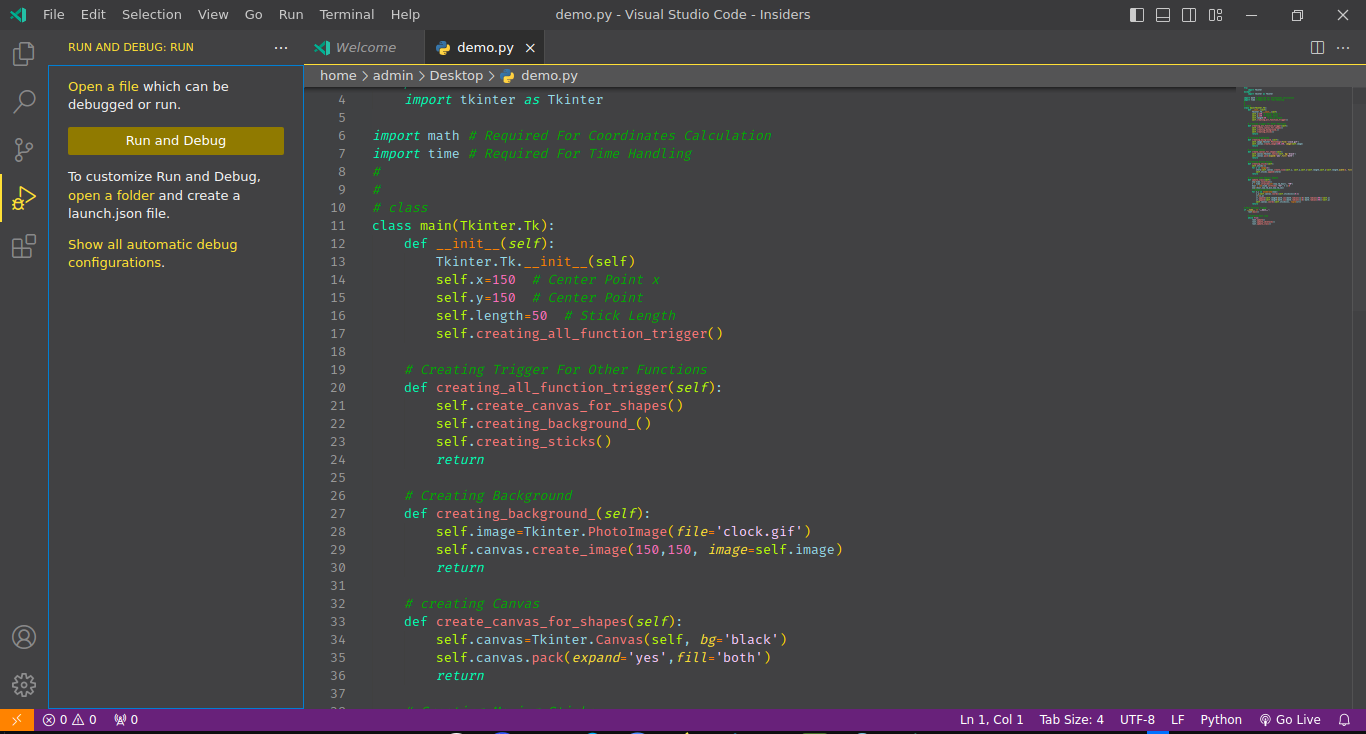 File Edit Selection View Go Run Terminal Help
demo.py - Visual Studio Code - Insiders
RUN AND DEBUG: RUN ...
Open a file which can be
debugged or run.
Run and Debug
To customize Run and Debug,
open a folder and create a
launch.json file.
Show all automatic debug
configurations.
Welcome
demo.py
home > admin > Desktop > demo.py
4     import tkinter as Tkinter
5
6 import math # Required For Coordinates Calculation
7 import time # Required For Time Handling
8 #
9 #
10 # class
11 class main(Tkinter.Tk):
12     def __init__(self):
13         Tkinter.Tk.__init__(self)
14         self.x=150  # Center Point x
15         self.y=150  # Center Point
16         self.length=50  # Stick Length
17         self.creating_all_function_trigger()
18
19     # Creating Trigger For Other Functions
20     def creating_all_function_trigger(self):
21         self.create_canvas_for_shapes()
22         self.creating_background_()
23         self.creating_sticks()
24         return
25
26     # Creating Background
27     def creating_background_(self):
28         self.image=Tkinter.PhotoImage(file='clock.gif')
29         self.canvas.create_image(150,150, image=self.image)
30         return
31
32     # creating Canvas
33     def create_canvas_for_shapes(self):
34         self.canvas=Tkinter.Canvas(self, bg='black')
35         self.canvas.pack(expand='yes',fill='both')
36         return
37
0 0 0
Ln 1, Col 1 Tab Size: 4 UTF-8 LF Python Go Live